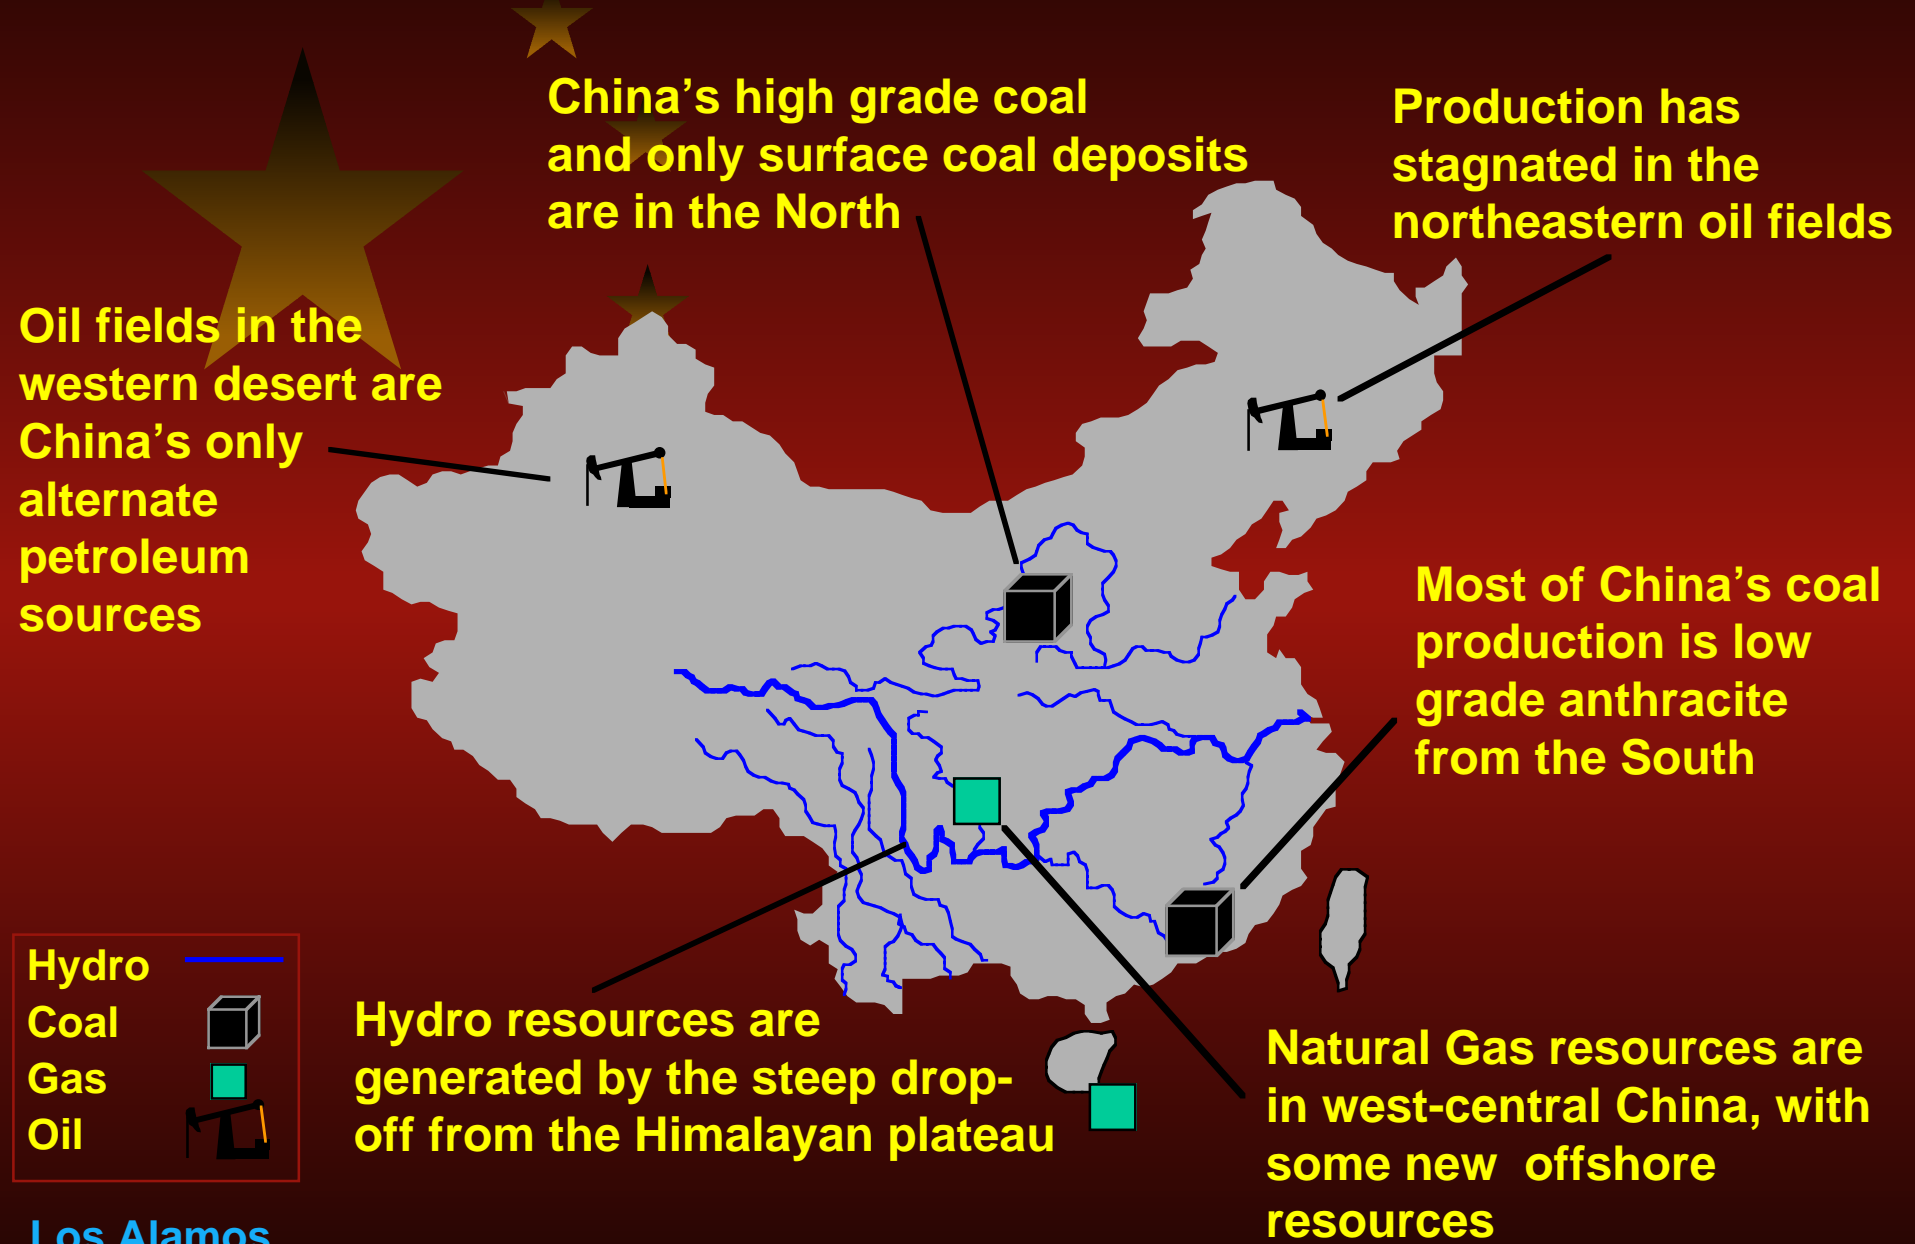 China's high grade coal
and only surface coal deposits
are in the North
Production has
stagnated in the
northeastern oil fields
Oil fields in the
western desert are
China's only
alternate
petroleum
sources
Most of China's coal
production is low
grade anthracite
from the South
Hydro
Coal
Gas
Oil
Hydro resources are
generated by the steep drop-
off from the Himalayan plateau
Natural Gas resources are
in west-central China, with
some new offshore
resources
Los Alamos